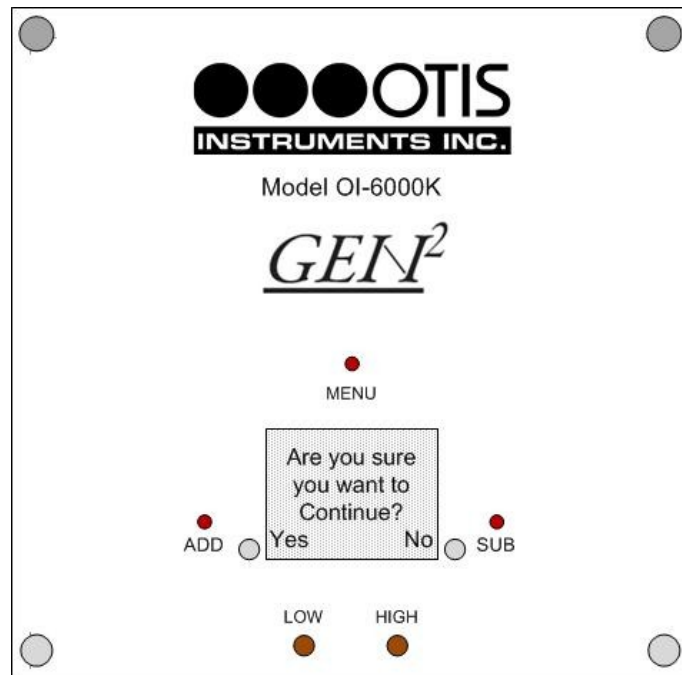 OTIS
INSTRUMENTS INC.
Model OI-6000K
GEN²
MENU
Are you sure
you want to
Continue?
Yes No
ADD SUB
LOW HIGH